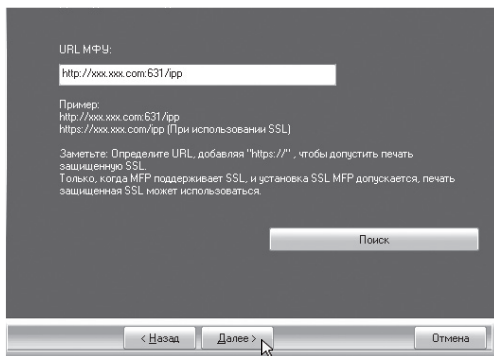 URL МФУ:
http://xxx.xxx.com:631/ipp
Пример:
http://xxx.xxx.com:631/ipp
https://xxx.xxx.com/ipp (При использовании SSL)
Заметьте: Определите URL, добавляя "https://" , чтобы допустить печать
защищенную SSL.
Только, когда MFP поддерживает SSL, и установка SSL MFP допускается, печать
защищенная SSL может использоваться.
Поиск
< Назад
Далее >
Отмена